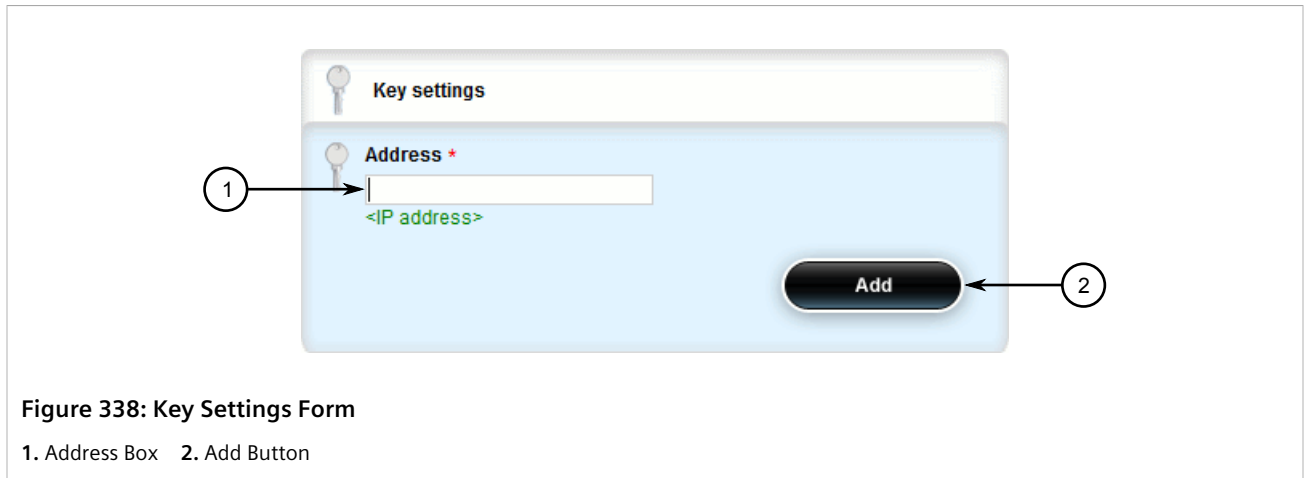 Key settings
Address *
1
<IP address>
Add
2
Figure 338: Key Settings Form
1. Address Box 2. Add Button